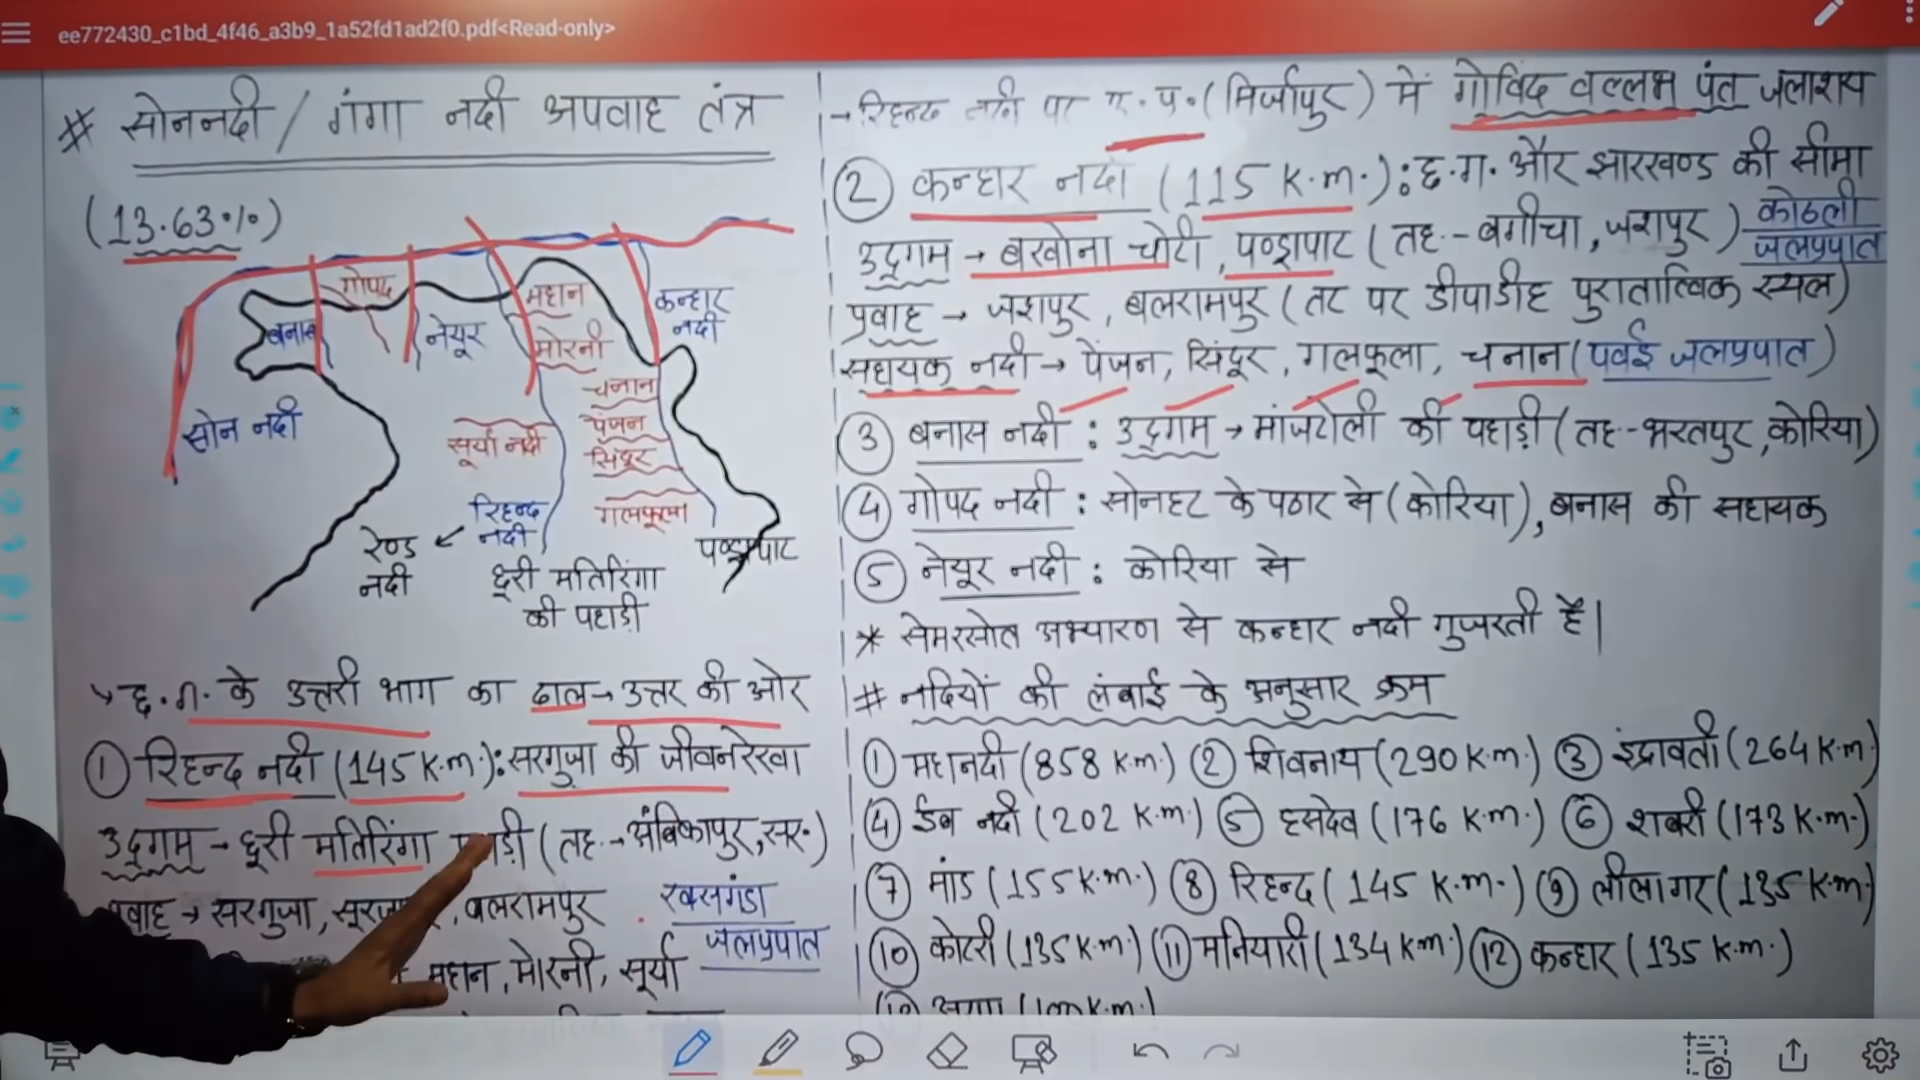 ee772430_c1bd_4f46_a3b9_1a52fd1ad2f0.pdf<Read-only>
# सोननदी / गंगा नदी अपवाह तंत्र
(13.63%)
गोपद
बनास
नेयूर
महान
मोरनी
कन्हार
नदी
चनान
पेंजन
सिंदूर
गलफूला
सोन नदी
सूर्या नदी
रिहन्द
नदी
रेण्ड
नदी
छूरी मतिरिंगा
की पहाड़ी
पण्ड्रापाट
छ.ग. के उत्तरी भाग का ढाल → उत्तर की ओर
① रिहन्द नदी (145 K.m.): सरगुजा की जीवनरेखा
उद्गम → छूरी मतिरिंगा (तह.→ अंबिकापुर, सर.)
→ सरगुजा, बलरामपुर रक्सगंडा
जलप्रपात
महान, मोरनी, सूर्या
→ रिहन्द नदी पर (मिर्जापुर) में गोविंद वल्लभ पंत जलाशय
② कन्हार नदी (115 K.m.): छ.ग. और झारखण्ड की सीमा
उद्गम → बखोना चोटी, पण्ड्रापाट (तह.- बगीचा, जशपुर) कोठली
जलप्रपात
प्रवाह → जशपुर, बलरामपुर (तट पर डीपाडीह पुरातात्विक स्थल)
सहायक नदी → पेंजन, सिंदूर, गलफूला, चनान (पवई जलप्रपात)
③ बनास नदी : उद्गम → मांजटोली की पहाड़ी (तह- भरतपुर, कोरिया)
④ गोपद नदी : सोनहट के पठार से (कोरिया), बनास की सहायक
⑤ नेयूर नदी : कोरिया से
* सेमरसोत अभ्यारण से कन्हार नदी गुजरती है|
# नदियों की लंबाई के अनुसार क्रम
① महानदी (858 K.m.) ② शिवनाथ (290 K.m.) ③ इंद्रावती (264 K.m.)
④ ईब नदी (202 K.m.) ⑤ हसदेव (176 K.m.) ⑥ शबरी (173 K.m.)
⑦ मांड (155 K.m.) ⑧ रिहन्द (145 K.m.) ⑨ लीलागर (135 K.m.)
⑩ कोटरी (135 K.m.) ⑪ मनियारी (134 K.m.) ⑫ कन्हार (135 K.m.)